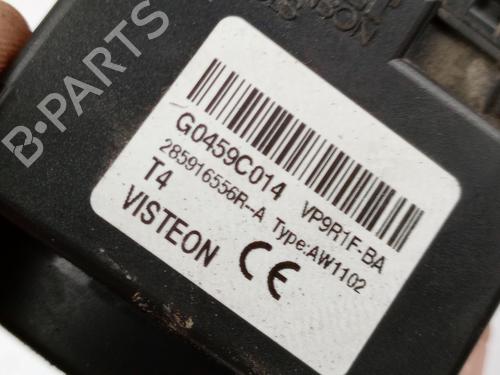 G0459C014 VP9R1F-BA
285916556R--A Type:AW1102
T4
VISTEON CE
B-PARTS